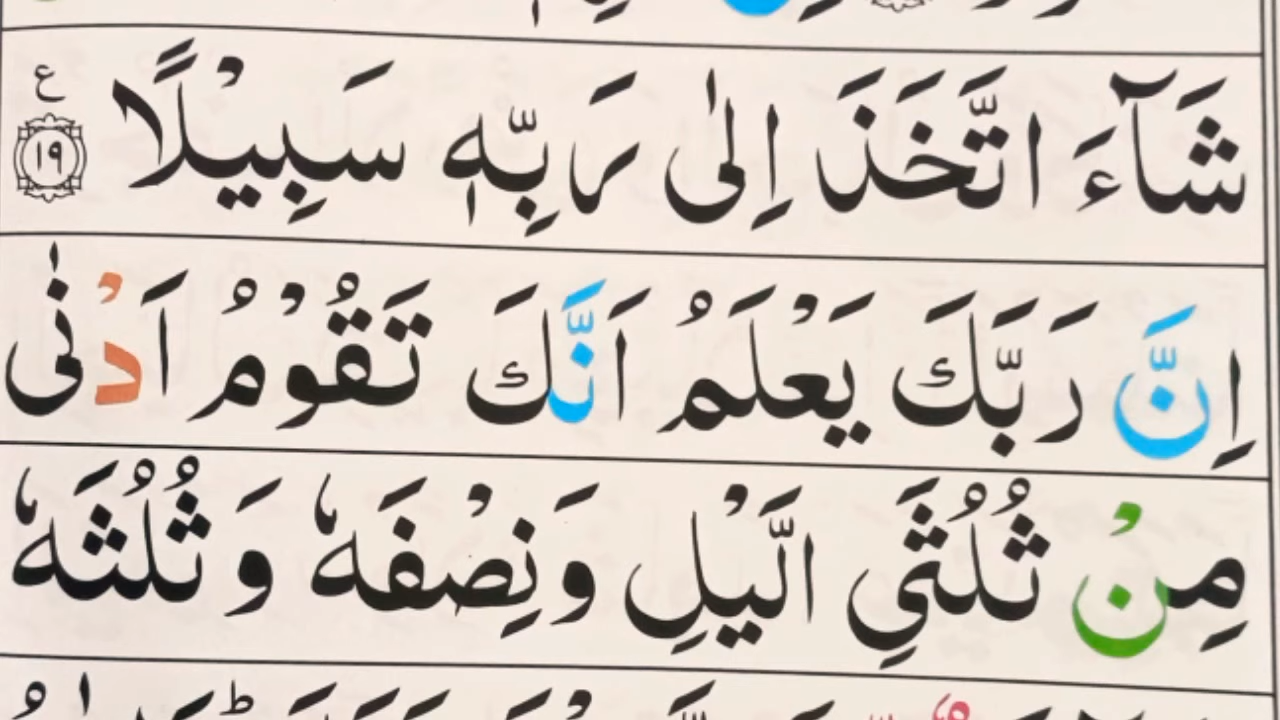 شَآءَ اتَّخَذَ اِلٰى رَبِّهٖ سَبِيْلًا ع ١٩
اِنَّ رَبَّكَ يَعْلَمُ اَنَّكَ تَقُوْمُ اَدْنٰى
مِنْ ثُلُثَىِ الَّيْلِ وَنِصْفَهٗ وَ ثُلُثَهٗ